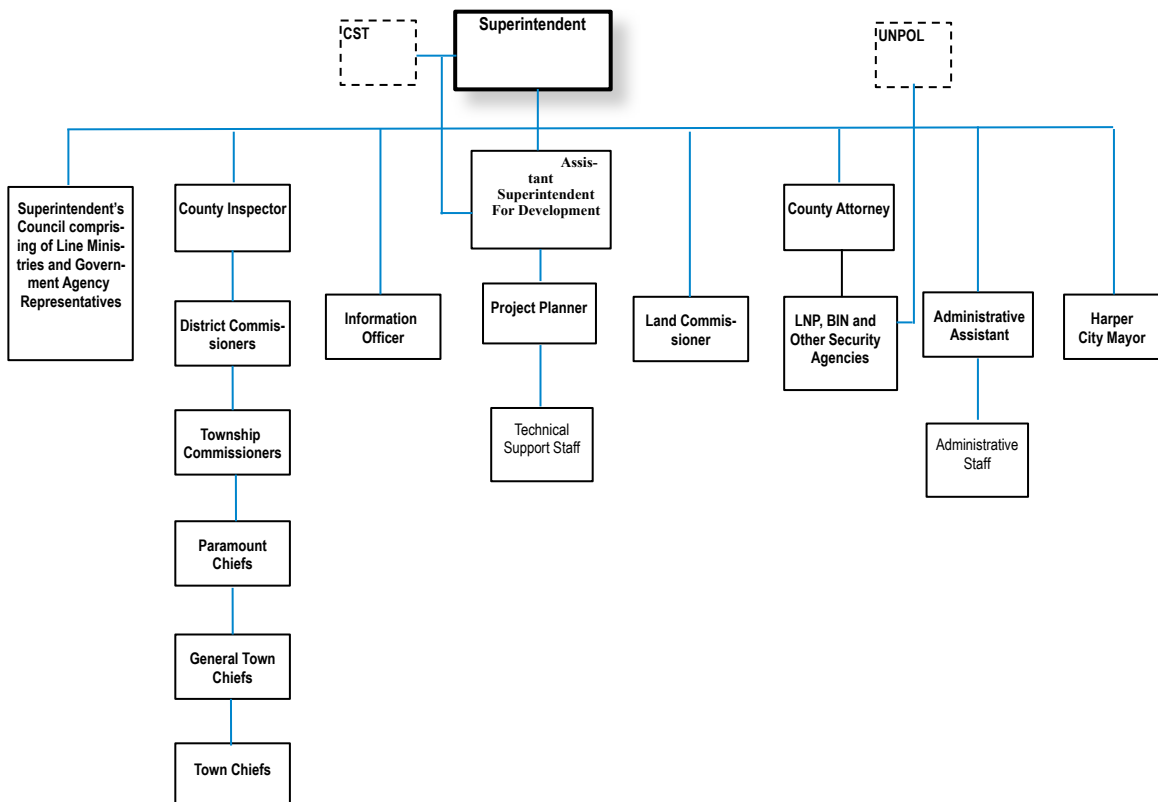 CST
Superintendent
UNPOL
Superintendent's
Council compris-
ing of Line Minis-
tries and Govern-
ment Agency
Representatives
County Inspector
Assis-
tant
Superintendent
For Development
County Attorney
District Commis-
sioners
Information
Officer
Project Planner
Land Commis-
sioner
LNP, BIN and
Other Security
Agencies
Administrative
Assistant
Harper
City Mayor
Township
Commissioners
Technical
Support Staff
Administrative
Staff
Paramount
Chiefs
General Town
Chiefs
Town Chiefs